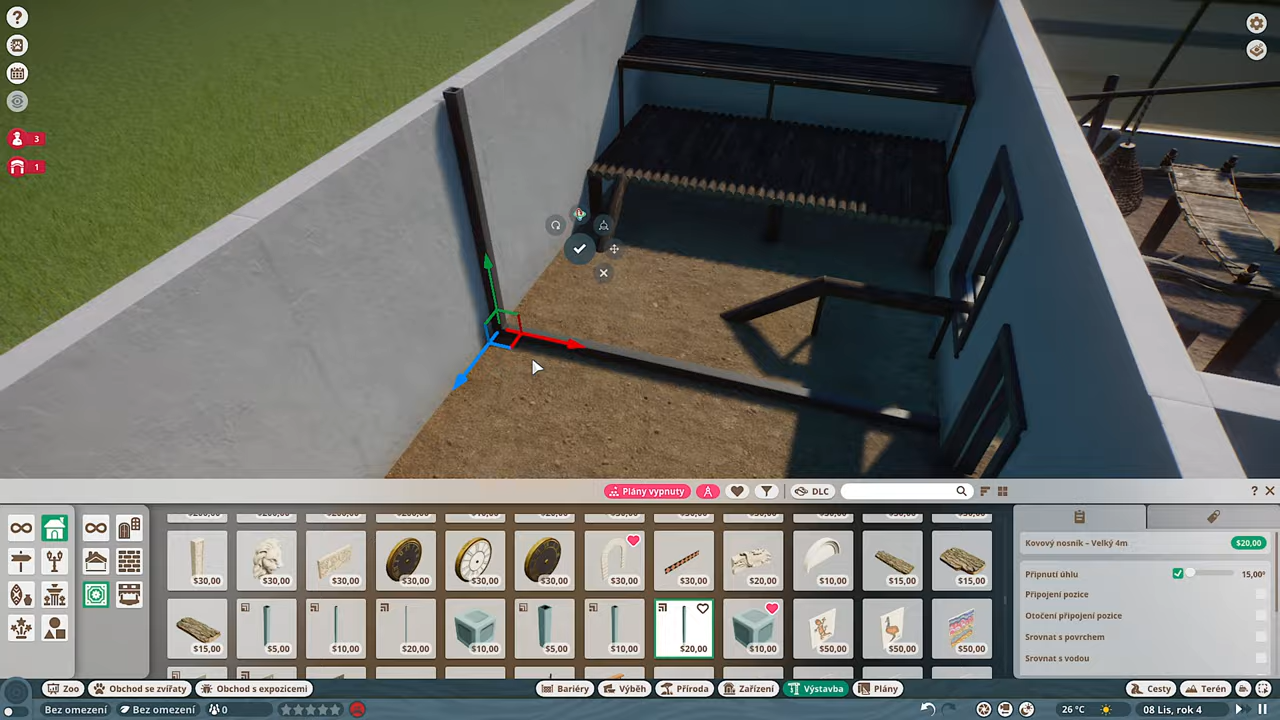 3
1
Plány vypnuty
DLC
Kovový nosník – Velký 4m
$20,00
Připnutí úhlu
15,00°
Připojení pozice
Otočení připojení pozice
Srovnat s povrchem
Srovnat s vodou
$30,00 $30,00 $30,00 $30,00 $30,00 $30,00 $30,00 $30,00 $20,00 $10,00 $15,00 $15,00
$15,00 $5,00 $10,00 $20,00 $10,00 $5,00 $10,00 $20,00 $10,00 $50,00 $50,00 $50,00
Zoo
Obchod se zvířaty
Obchod s expozicemi
Bariéry
Výběh
Příroda
Zařízení
Výstavba
Plány
Cesty
Terén
Bez omezení
Bez omezení
0
26 °C
08 Lis, rok 4